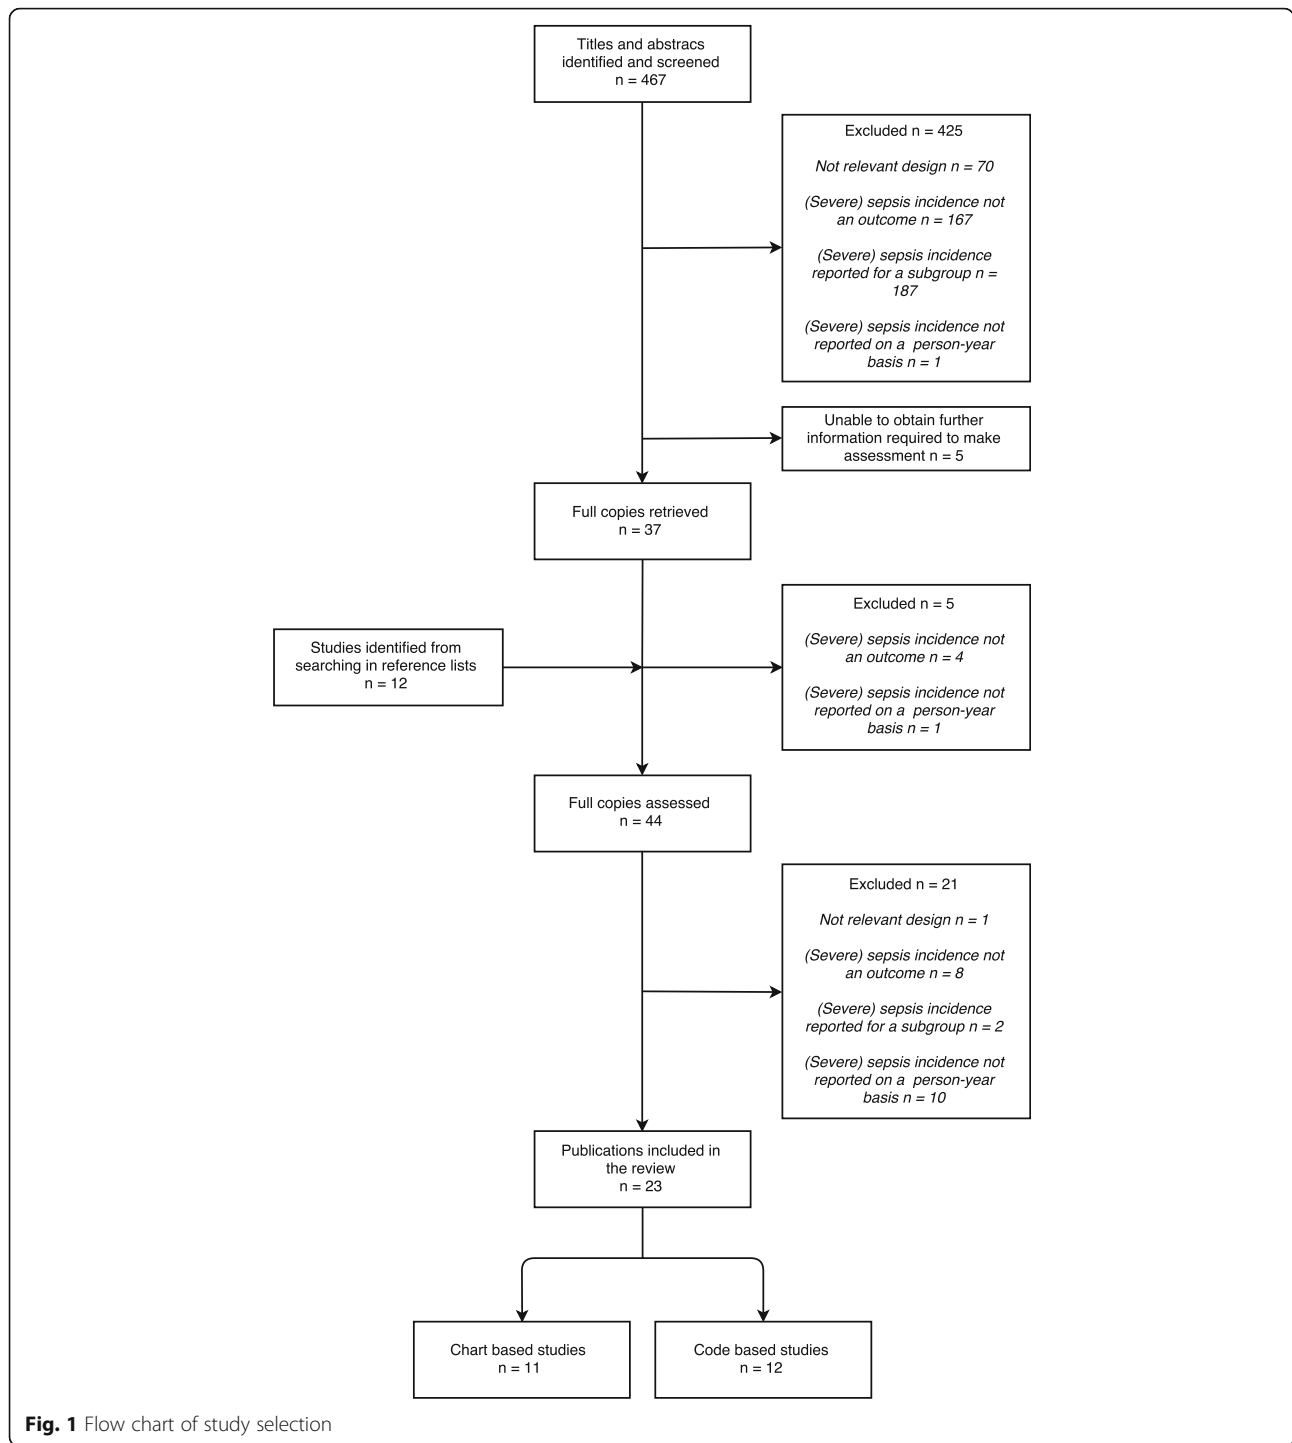 Titles and abstracs
identified and screened
n = 467
Excluded n = 425
Not relevant design n = 70
(Severe) sepsis incidence not
an outcome n = 167
(Severe) sepsis incidence
reported for a subgroup n =
187
(Severe) sepsis incidence not
reported on a person-year
basis n = 1
Unable to obtain further
information required to make
assessment n = 5
Full copies retrieved
n = 37
Studies identified from
searching in reference lists
n = 12
Excluded n = 5
(Severe) sepsis incidence not
an outcome n = 4
(Severe) sepsis incidence not
reported on a person-year
basis n = 1
Full copies assessed
n = 44
Excluded n = 21
Not relevant design n = 1
(Severe) sepsis incidence not
an outcome n = 8
(Severe) sepsis incidence
reported for a subgroup n = 2
(Severe) sepsis incidence not
reported on a person-year
basis n = 10
Publications included in
the review
n = 23
Chart based studies
n = 11
Code based studies
n = 12
Fig. 1 Flow chart of study selection